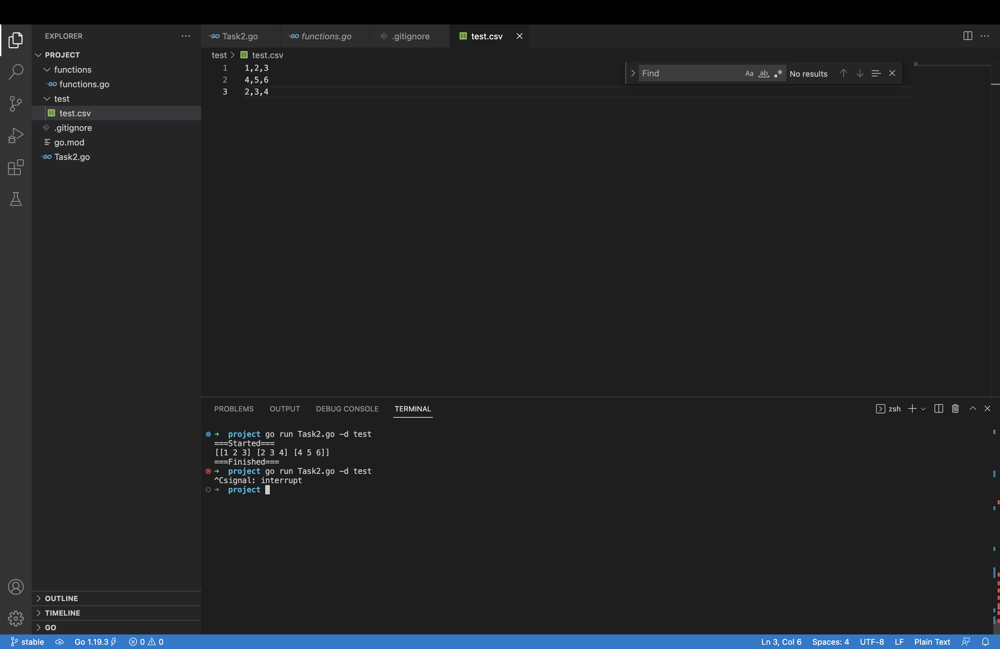 EXPLORER
PROJECT
functions
GO functions.go
test
test.csv
.gitignore
go.mod
GO Task2.go
OUTLINE
TIMELINE
GO
GO Task2.go
GO functions.go
.gitignore
test.csv
test > test.csv
1 1,2,3
2 4,5,6
3 2,3,4
Find Aa ab .* No results
PROBLEMS OUTPUT DEBUG CONSOLE TERMINAL
zsh
→ project go run Task2.go -d test
===Started===
[[1 2 3] [2 3 4] [4 5 6]]
===Finished===
→ project go run Task2.go -d test
^Csignal: interrupt
→ project
stable Go 1.19.3 0 0 Ln 3, Col 6 Spaces: 4 UTF-8 LF Plain Text